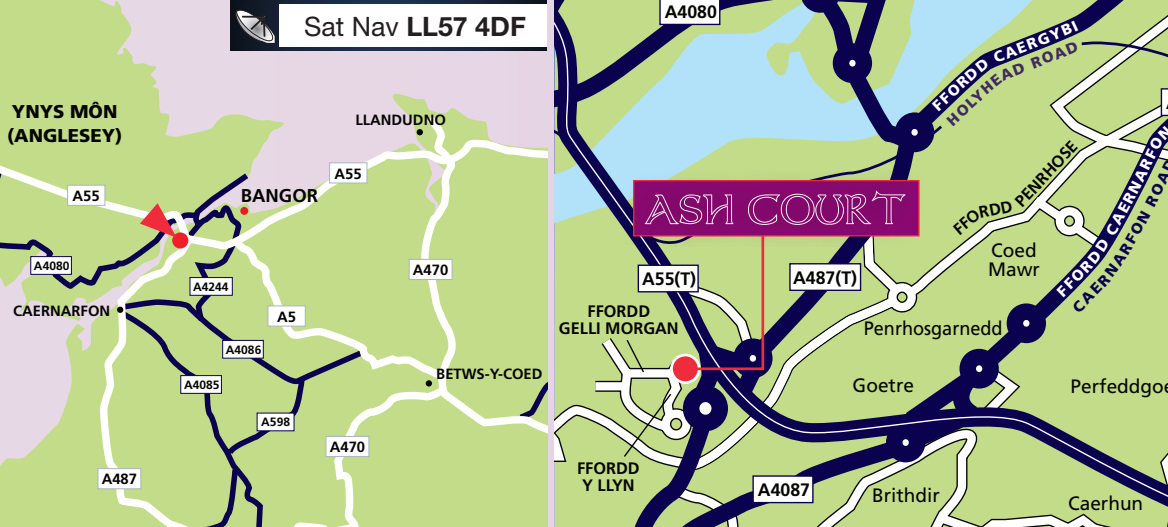 Sat Nav LL57 4DF
YNYS MÔN
(ANGLESEY)
LLANDUDNO
A55
A55
BANGOR
A4080
A4244
A470
CAERNARFON
A5
A4086
A4085
BETWS-Y-COED
A598
A470
A487
A4080
FFORDD CAERGYBI
HOLYHEAD ROAD
FFORDD PENRHOSE
FFORDD CAERNARFON
CAERNARFON ROAD
ASH COURT
Coed
Mawr
A55(T)
A487(T)
FFORDD
GELLI MORGAN
Penrhosgarnedd
Goetre
FFORDD
Y LLYN
A4087
Brithdir
Caerhun